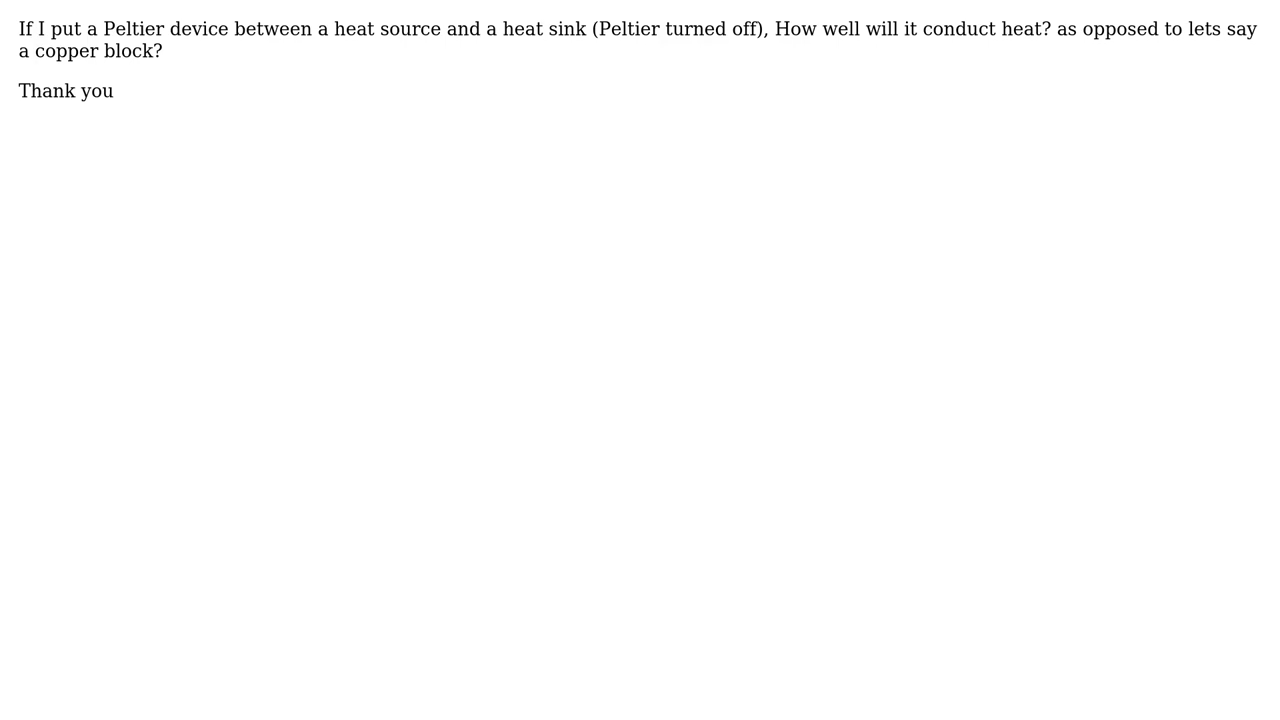 If I put a Peltier device between a heat source and a heat sink (Peltier turned off), How well will it conduct heat? as opposed to lets say
a copper block?
Thank you